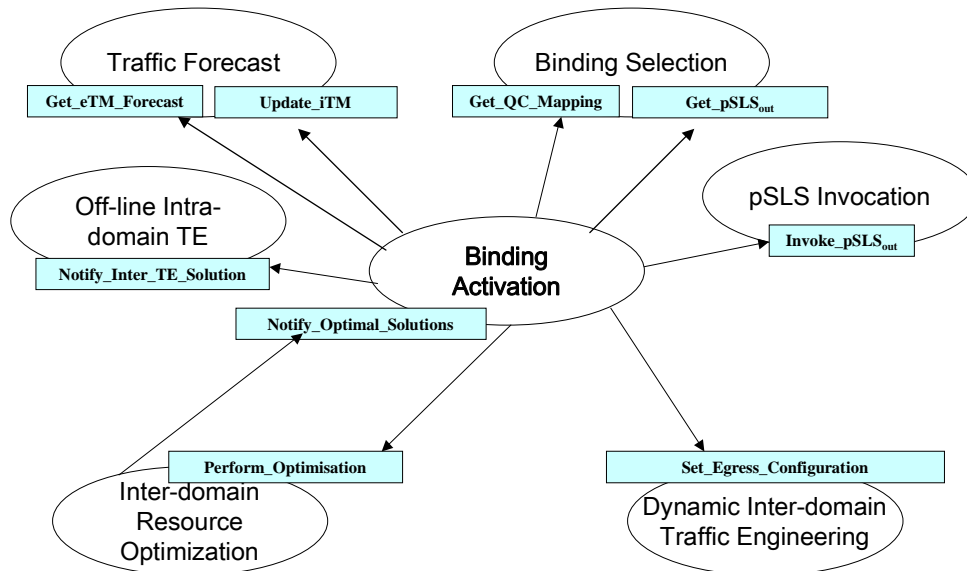 Traffic Forecast
Get_eTM_Forecast
Update_iTM
Binding Selection
Get_QC_Mapping
Get_pSLSout
Off-line Intra-
domain TE
Notify_Inter_TE_Solution
pSLS Invocation
Invoke_pSLSout
Binding
Activation
Notify_Optimal_Solutions
Perform_Optimisation
Inter-domain
Resource
Optimization
Set_Egress_Configuration
Dynamic Inter-domain
Traffic Engineering